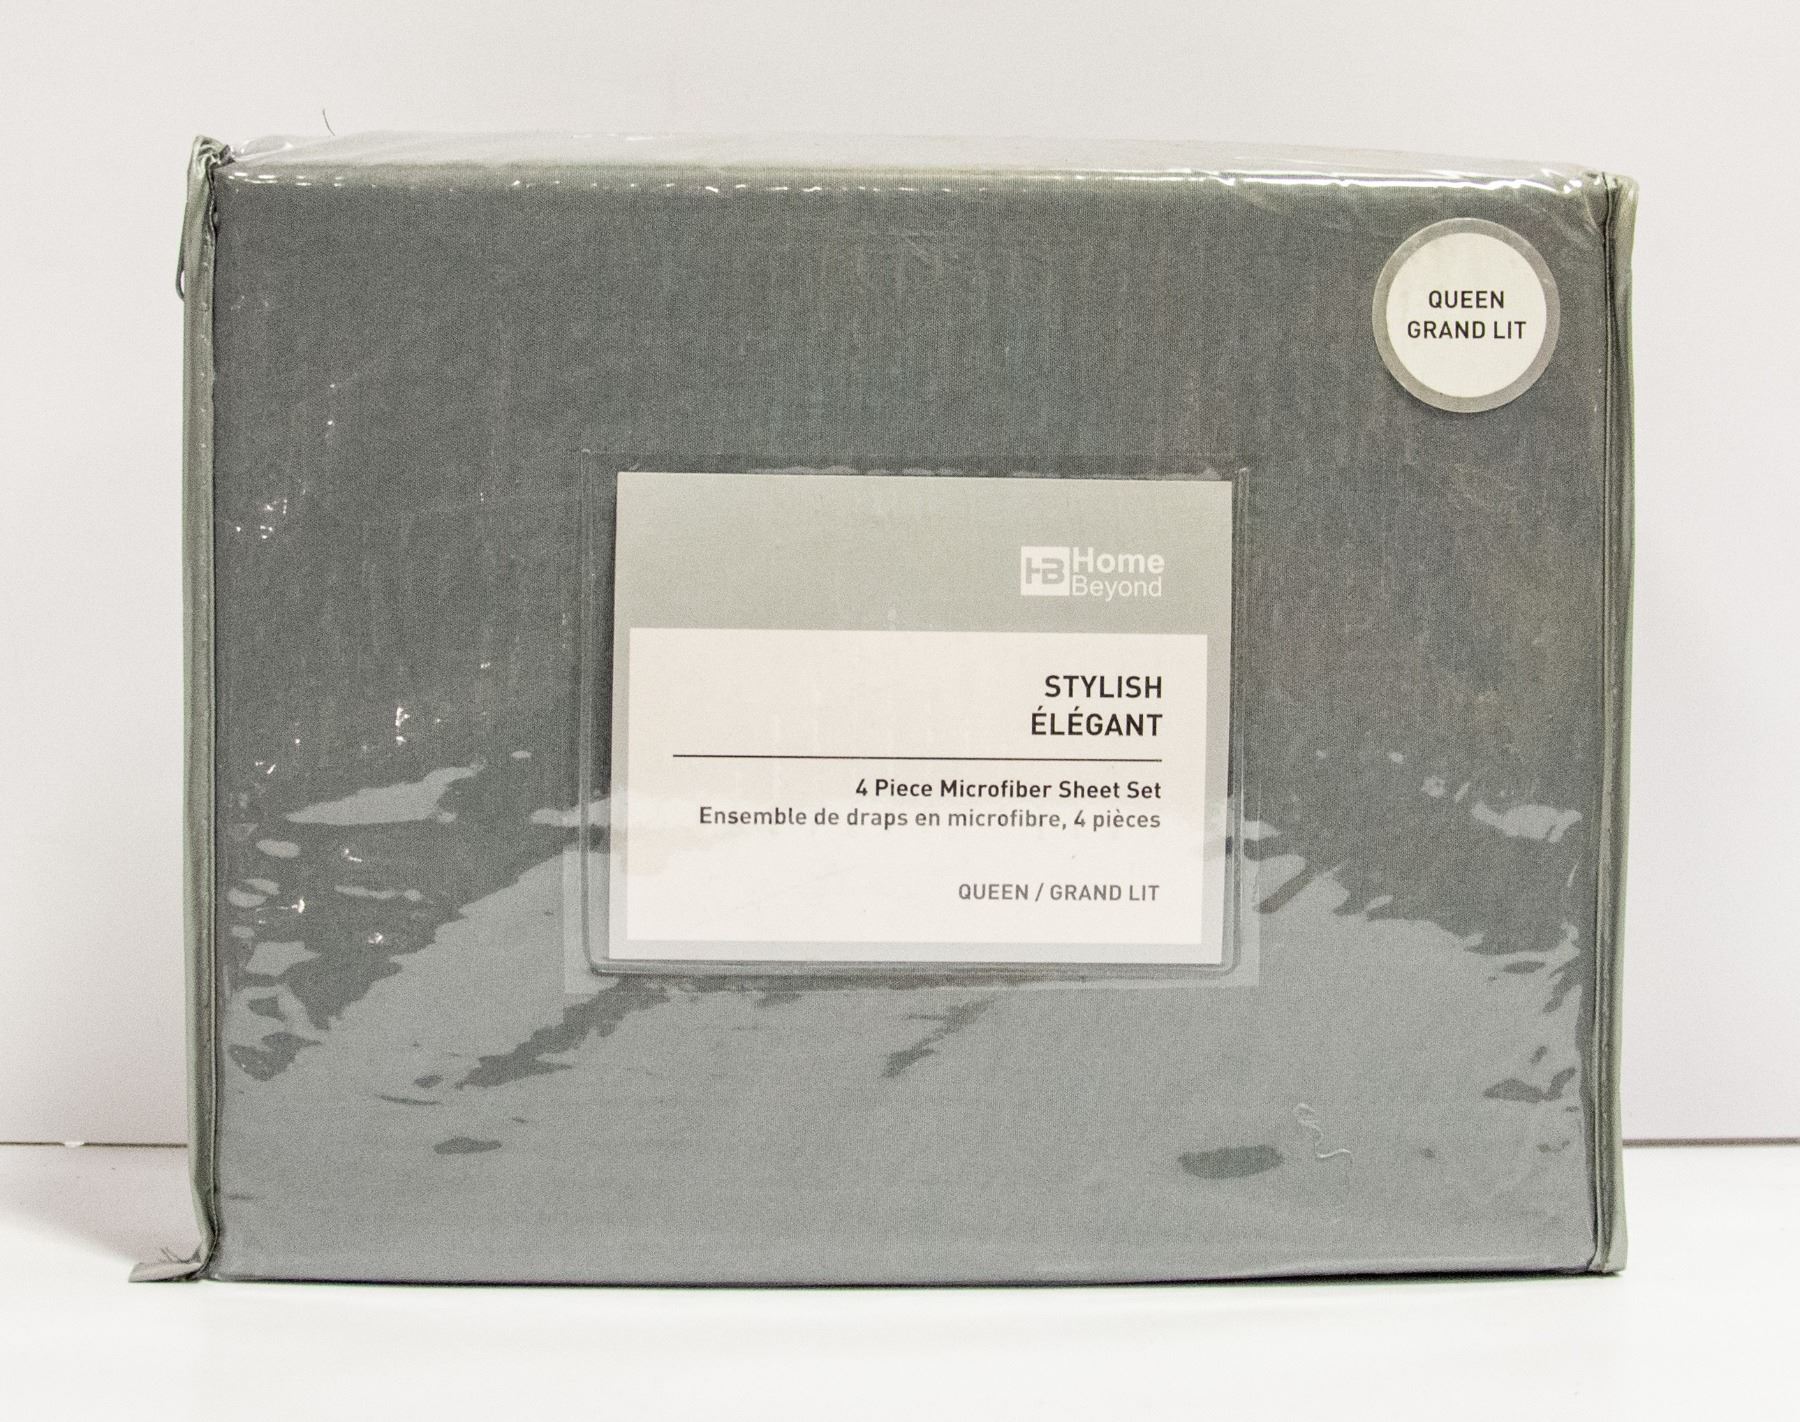 QUEEN
GRAND LIT
HB Home
Beyond
STYLISH
ÉLÉGANT
4 Piece Microfiber Sheet Set
Ensemble de draps en microfibre, 4 pièces
QUEEN / GRAND LIT